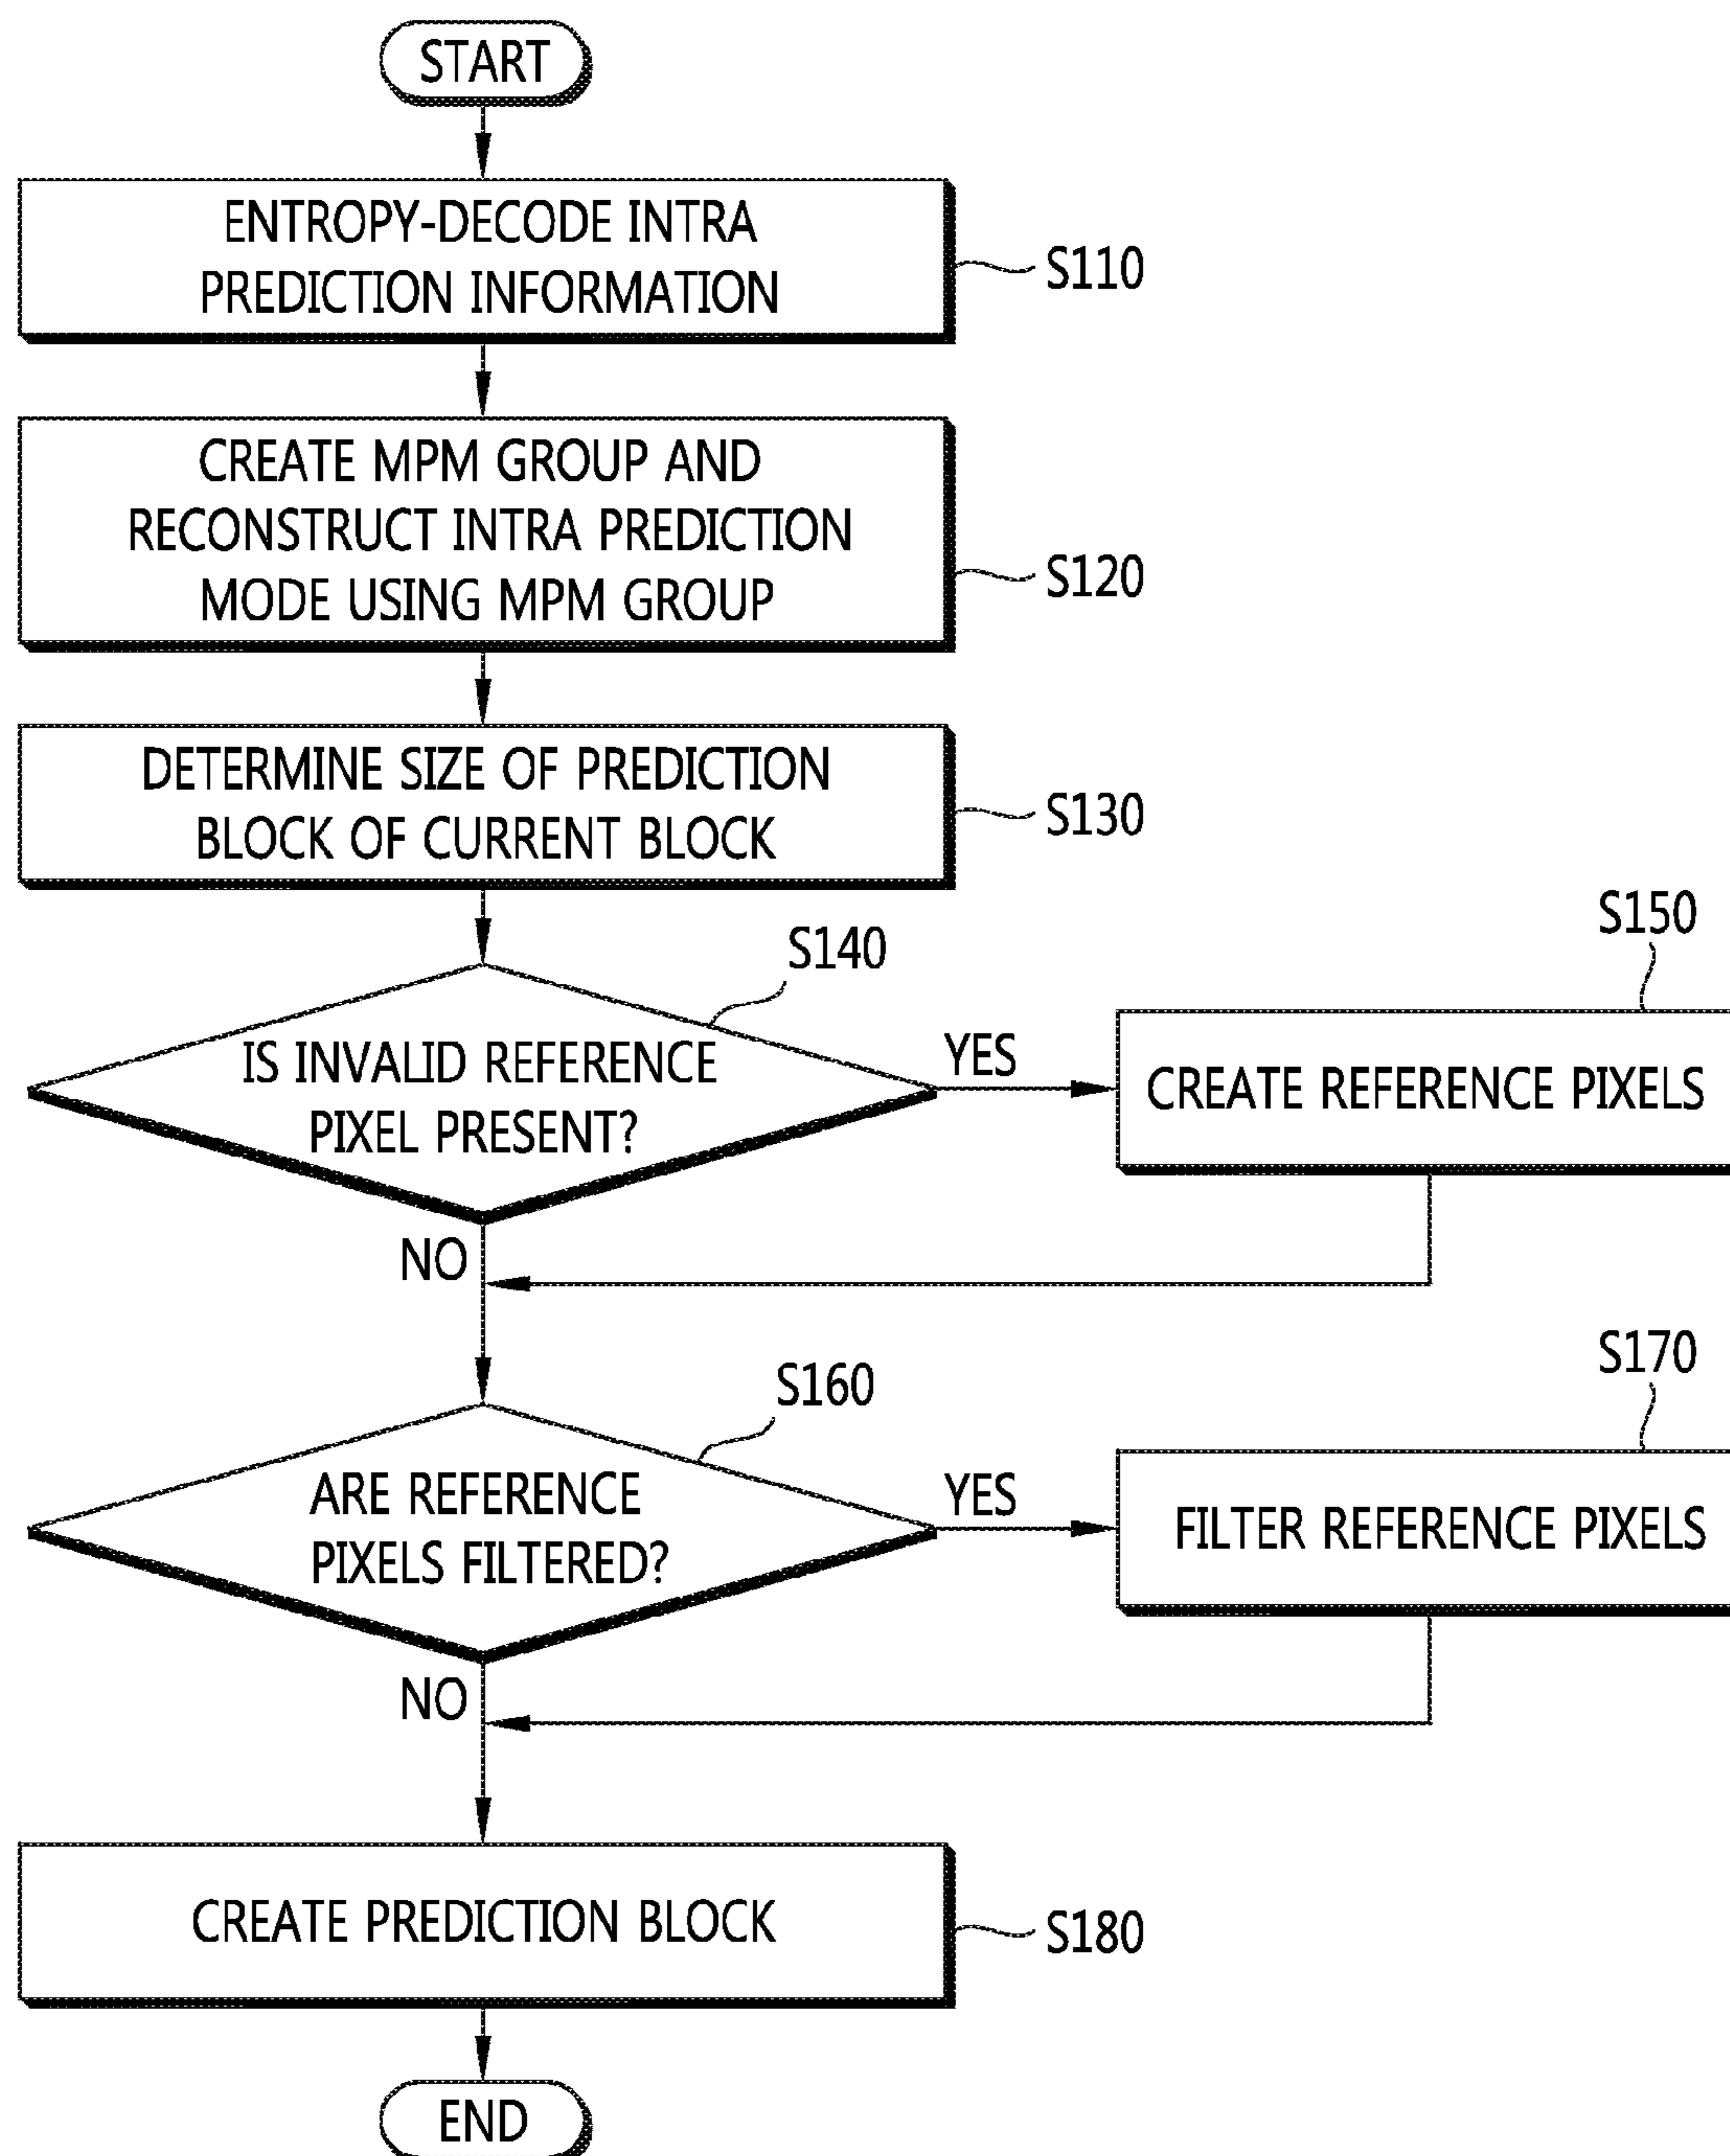 START
ENTROPY-DECODE INTRA
PREDICTION INFORMATION
S110
CREATE MPM GROUP AND
RECONSTRUCT INTRA PREDICTION
MODE USING MPM GROUP
S120
DETERMINE SIZE OF PREDICTION
BLOCK OF CURRENT BLOCK
S130
S140
IS INVALID REFERENCE
PIXEL PRESENT?
YES
S150
CREATE REFERENCE PIXELS
NO
S160
ARE REFERENCE
PIXELS FILTERED?
YES
S170
FILTER REFERENCE PIXELS
NO
CREATE PREDICTION BLOCK
S180
END